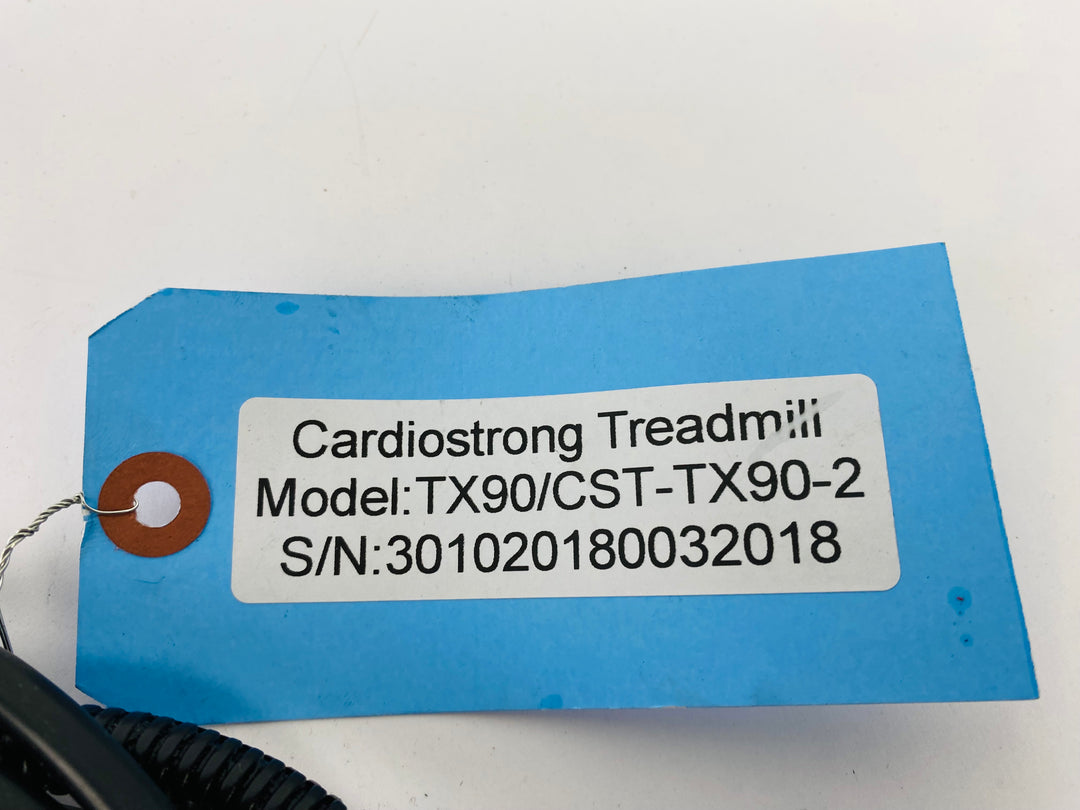 Cardiostrong Treadmill
Model:TX90/CST-TX90-2
S/N:301020180032018